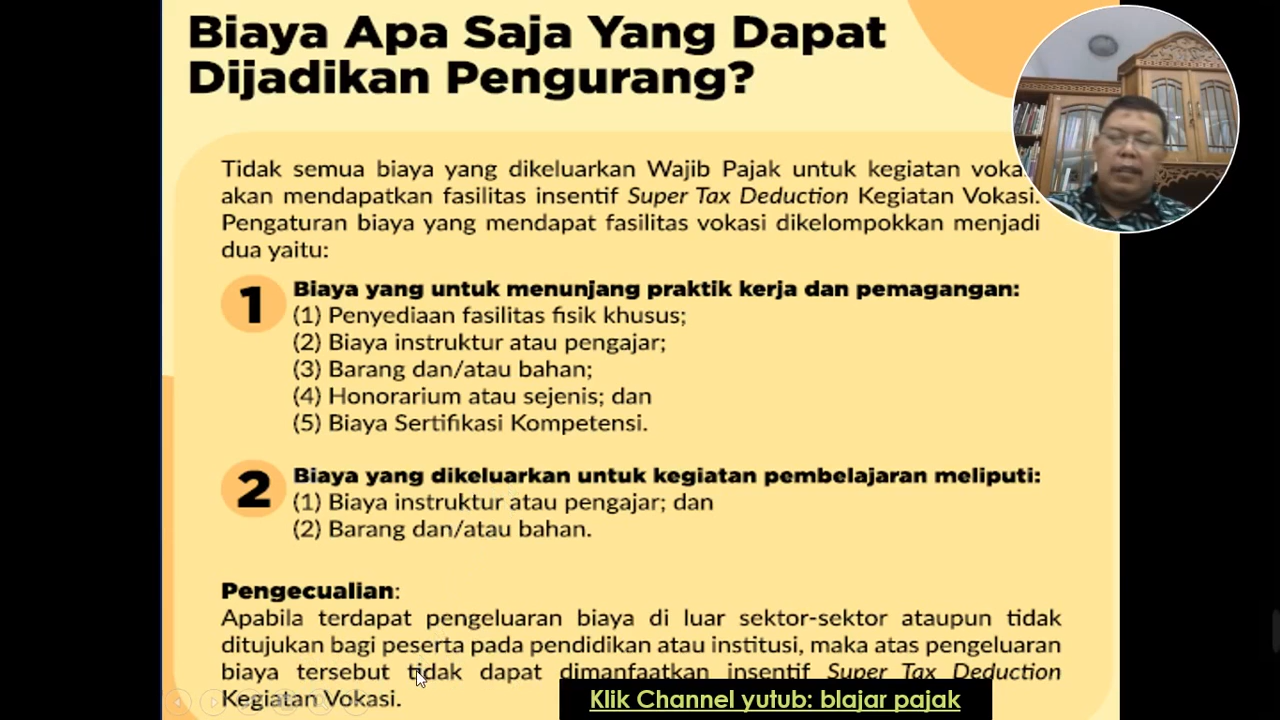 Biaya Apa Saja Yang Dapat
Dijadikan Pengurang?
Tidak semua biaya yang dikeluarkan Wajib Pajak untuk kegiatan
akan mendapatkan fasilitas insentif Super Tax Deduction Kegiatan Vokasi.
Pengaturan biaya yang mendapat fasilitas vokasi dikelompokkan menjadi
dua yaitu:
1
Biaya yang untuk menunjang praktik kerja dan pemagangan:
(1) Penyediaan fasilitas fisik khusus;
(2) Biaya instruktur atau pengajar;
(3) Barang dan/atau bahan;
(4) Honorarium atau sejenis; dan
(5) Biaya Sertifikasi Kompetensi.
2
Biaya yang dikeluarkan untuk kegiatan pembelajaran meliputi:
(1) Biaya instruktur atau pengajar; dan
(2) Barang dan/atau bahan.
Pengecualian:
Apabila terdapat pengeluaran biaya di luar sektor-sektor ataupun tidak
ditujukan bagi peserta pada pendidikan atau institusi, maka atas pengeluaran
biaya tersebut tidak dapat dimanfaatkan insentif Super Tax Deduction
Kegiatan Vokasi.
Klik Channel yutub: blajar pajak